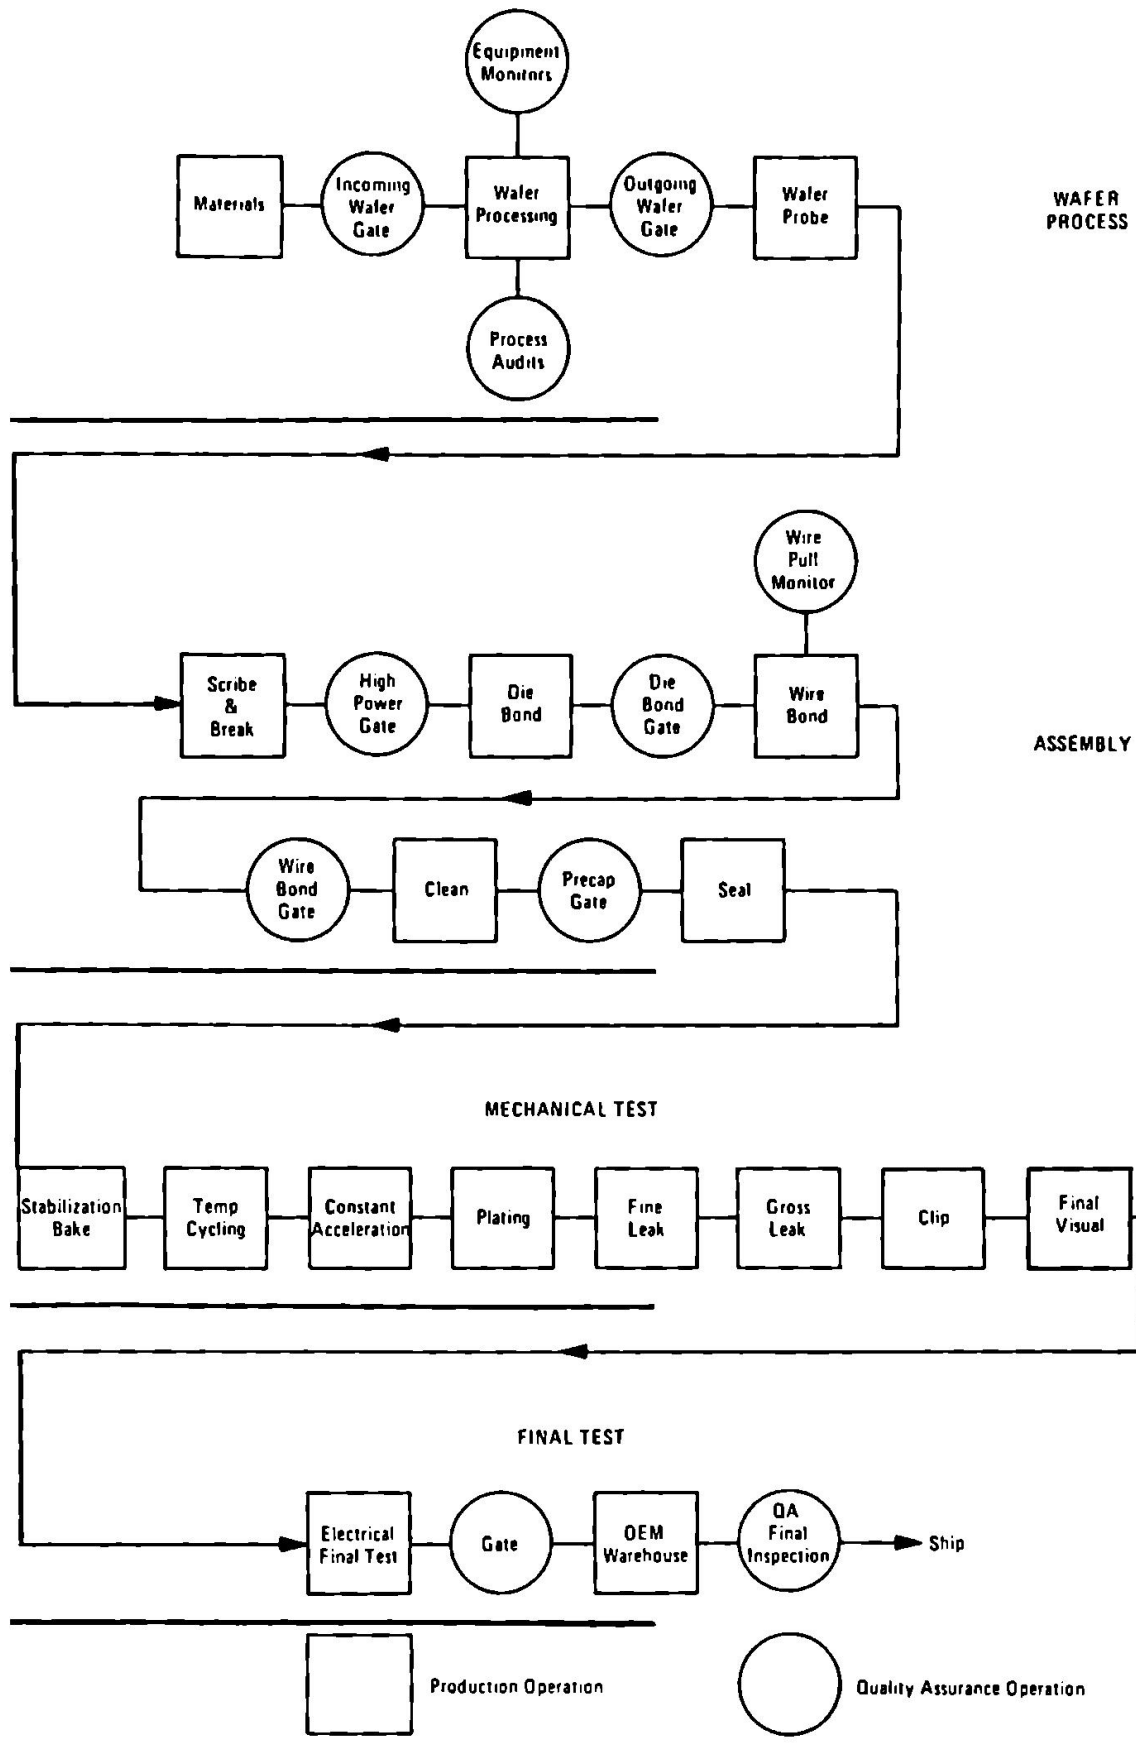 Equipment
Monitors
Materials
Incoming
Wafer
Gate
Wafer
Processing
Outgoing
Wafer
Gate
Wafer
Probe
WAFER
PROCESS
Process
Audits
Wire
Pull
Monitor
Scribe
&
Break
High
Power
Gate
Die
Bond
Die
Bond
Gate
Wire
Bond
ASSEMBLY
Wire
Bond
Gate
Clean
Precap
Gate
Seal
MECHANICAL TEST
Stabilization
Bake
Temp
Cycling
Constant
Acceleration
Plating
Fine
Leak
Gross
Leak
Clip
Final
Visual
FINAL TEST
Electrical
Final Test
Gate
OEM
Warehouse
QA
Final
Inspection
Ship
Production Operation
Quality Assurance Operation